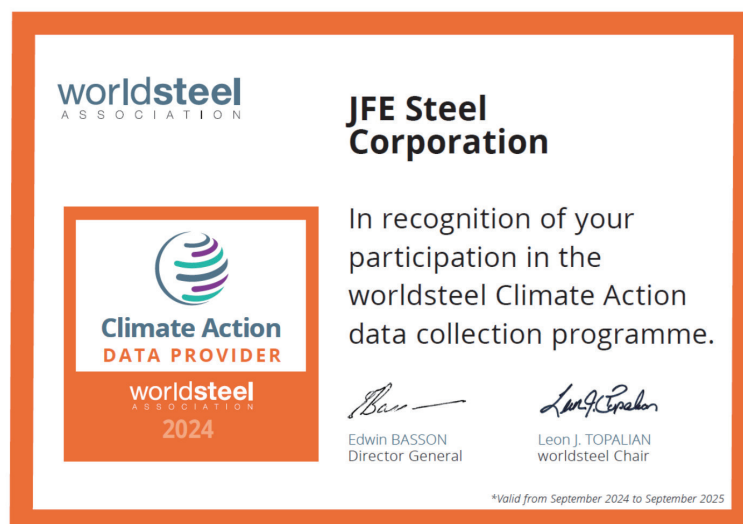 worldsteel
ASSOCIATION
JFE Steel
Corporation
In recognition of your
participation in the
worldsteel Climate Action
data collection programme.
Climate Action
DATA PROVIDER
worldsteel
ASSOCIATION
2024
Edwin BASSON
Director General
Leon J. TOPALIAN
worldsteel Chair
*Valid from September 2024 to September 2025